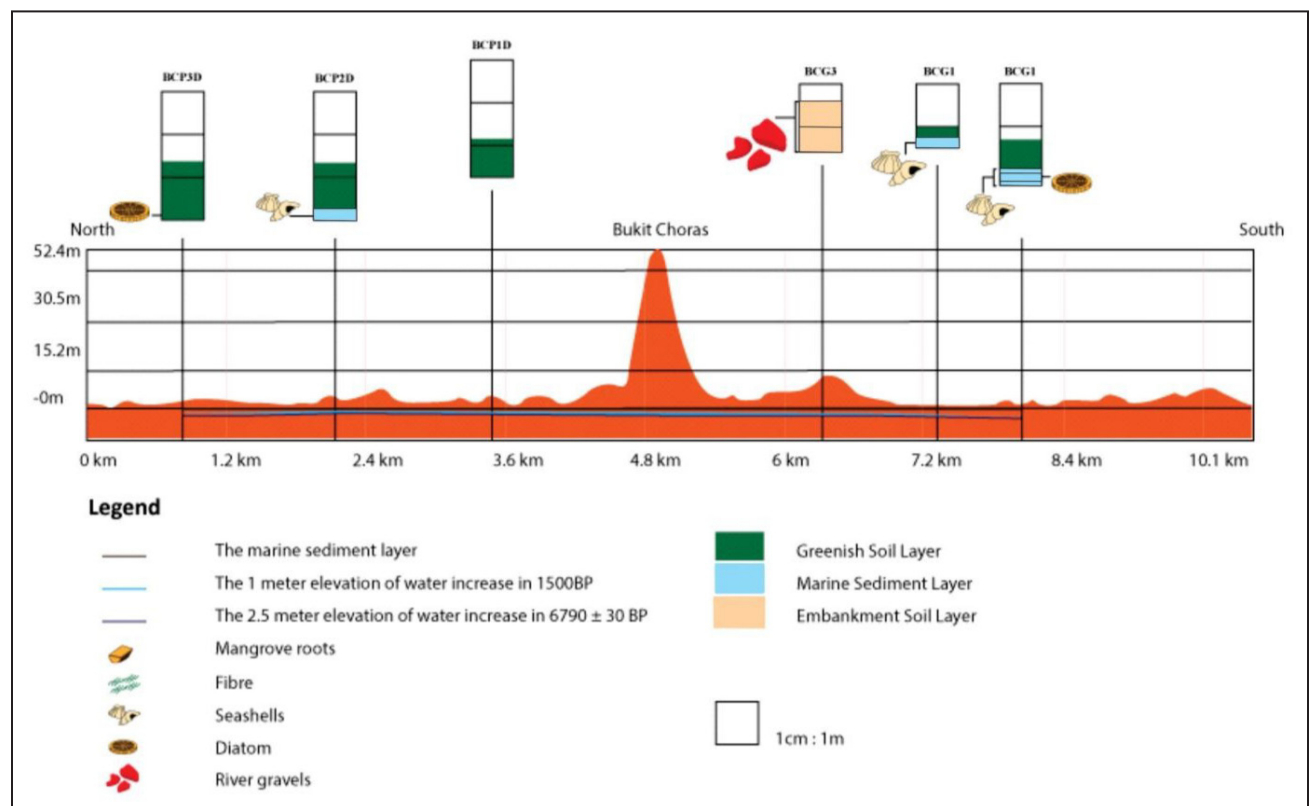 BCP3D
BCP2D
BCP1D
BCG3
BCG1
BCG1
North
Bukit Choras
South
52.4m
30.5m
15.2m
-0m
0 km
1.2 km
2.4 km
3.6 km
4.8 km
6 km
7.2 km
8.4 km
10.1 km
Legend
The marine sediment layer
The 1 meter elevation of water increase in 1500BP
The 2.5 meter elevation of water increase in 6790 ± 30 BP
Mangrove roots
Fibre
Seashells
Diatom
River gravels
Greenish Soil Layer
Marine Sediment Layer
Embankment Soil Layer
1cm : 1m